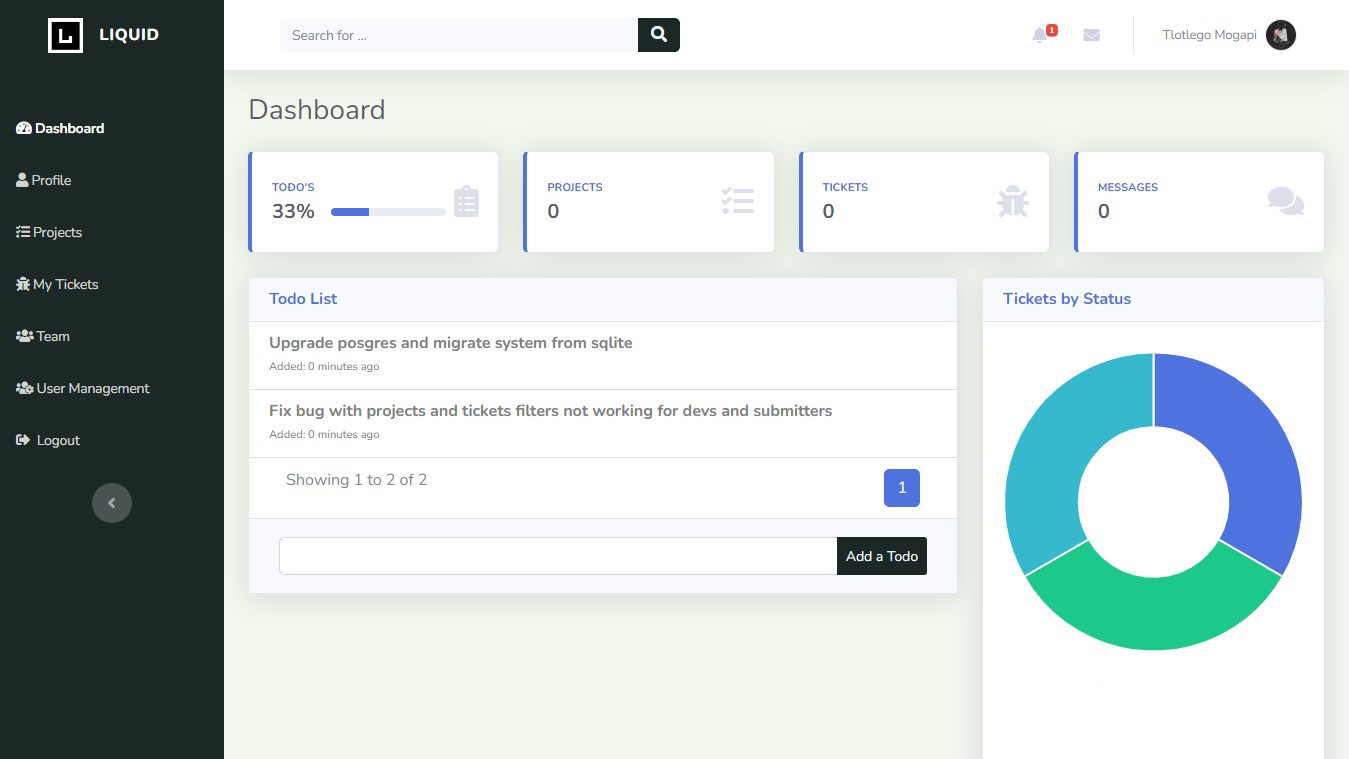 LIQUID
Search for ...
1
Tlotlego Mogapi
Dashboard
Profile
Projects
My Tickets
Team
User Management
Logout
Dashboard
TODO'S
33%
PROJECTS
0
TICKETS
0
MESSAGES
0
Todo List
Upgrade posgres and migrate system from sqlite
Added: 0 minutes ago
Fix bug with projects and tickets filters not working for devs and submitters
Added: 0 minutes ago
Showing 1 to 2 of 2
1
Add a Todo
Tickets by Status